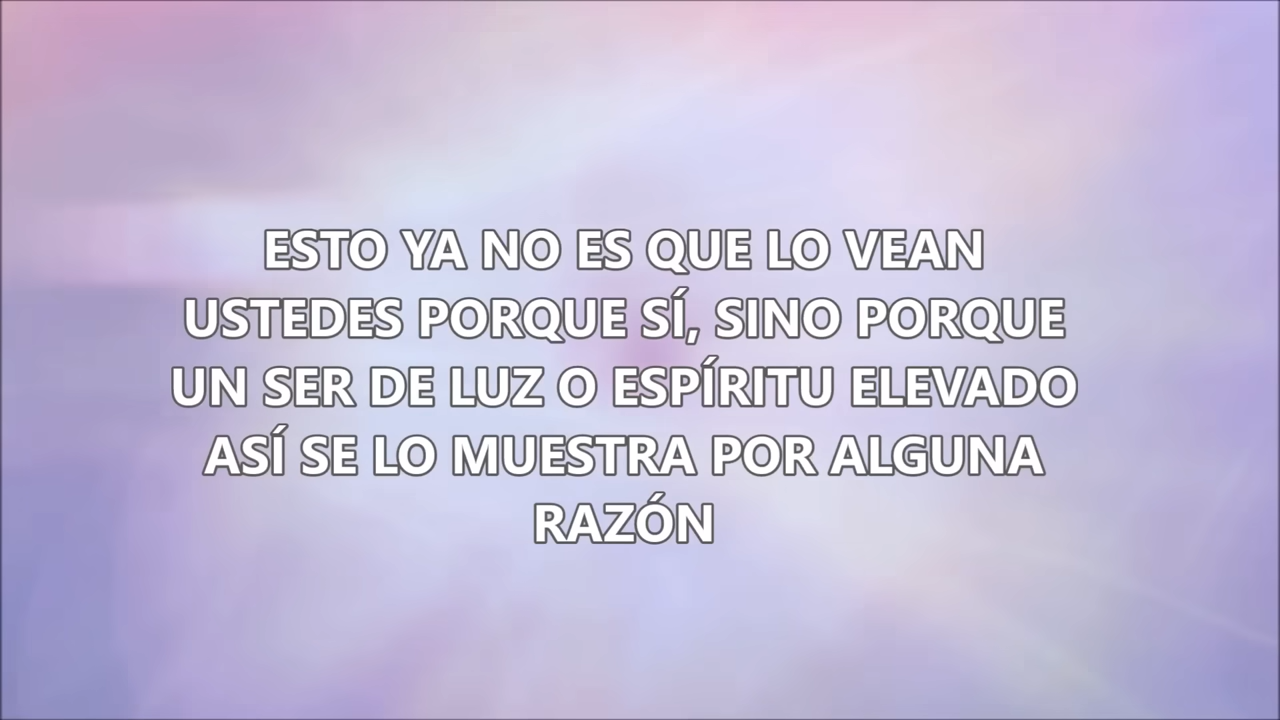 ESTO YA NO ES QUE LO VEAN
USTEDES PORQUE SÍ, SINO PORQUE
UN SER DE LUZ O ESPÍRITU ELEVADO
ASÍ SE LO MUESTRA POR ALGUNA
RAZÓN